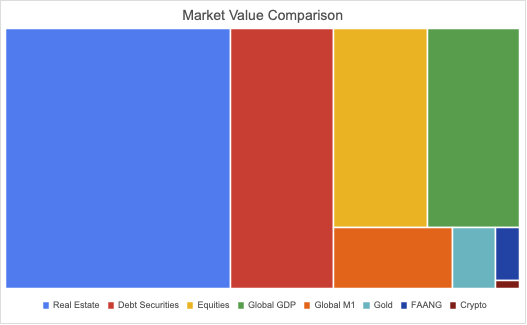 Market Value Comparison
Real Estate Debt Securities Equities Global GDP Global M1 Gold FAANG Crypto